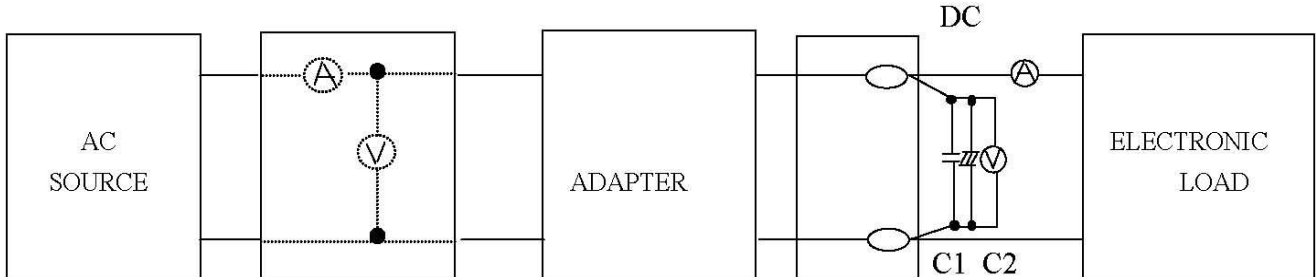 DC
A
A
V
V
AC
SOURCE
ADAPTER
ELECTRONIC
LOAD
C1 C2